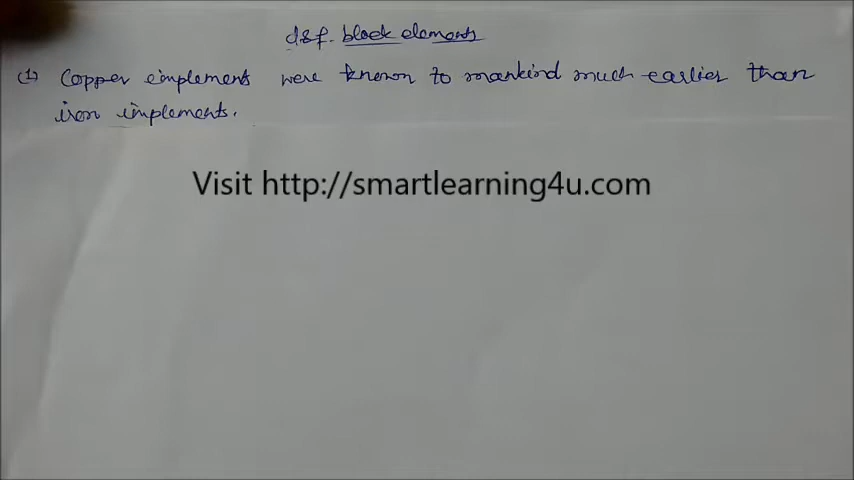 d&f. block elements
(1) Copper implements were known to mankind much earlier than
iron implements.
Visit http://smartlearning4u.com